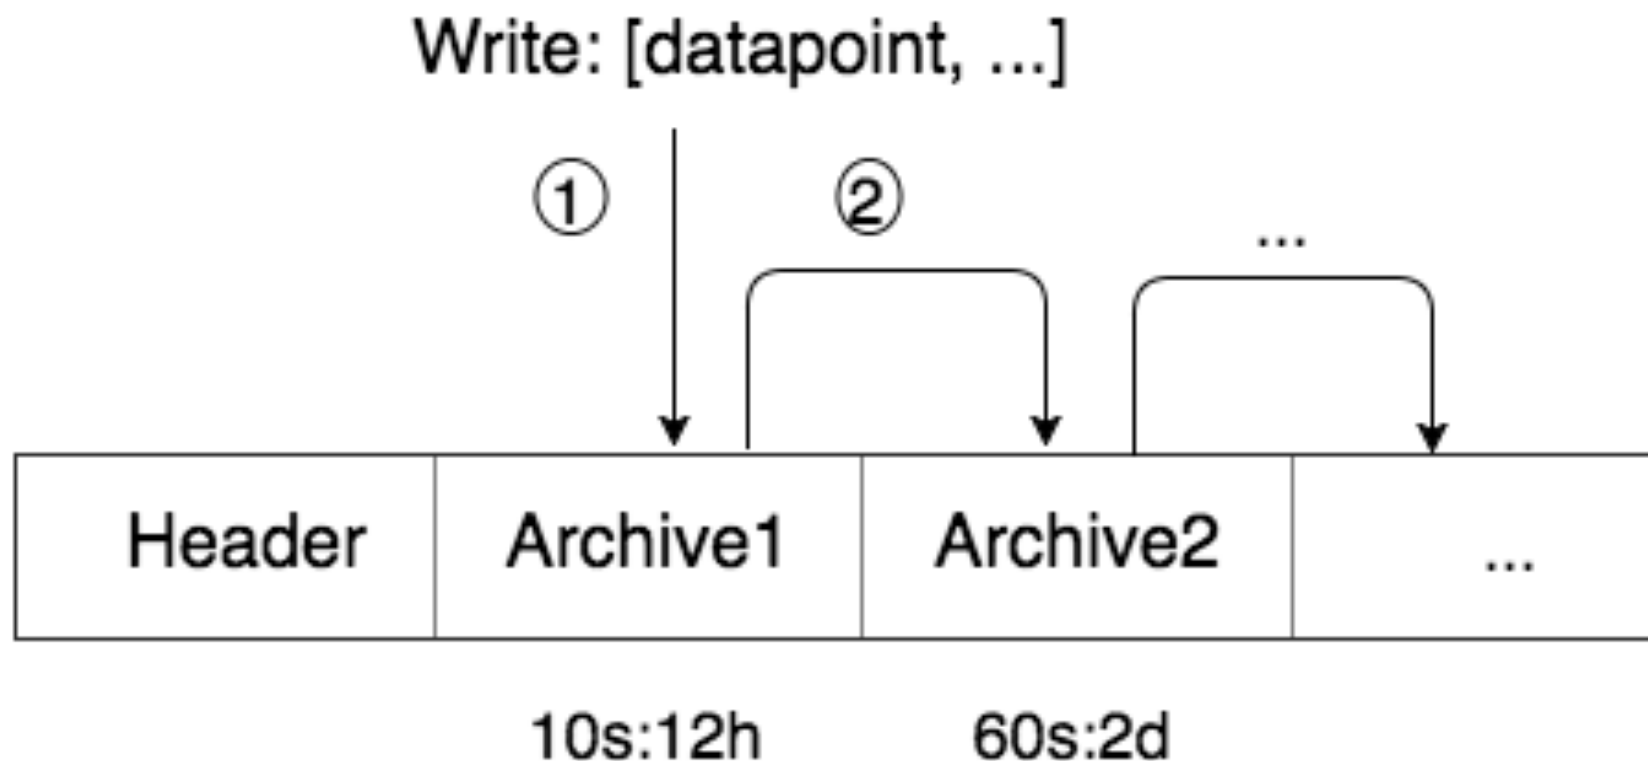 Write: [datapoint, ...]
① ②
...
Header Archive1 Archive2 ...
10s:12h 60s:2d